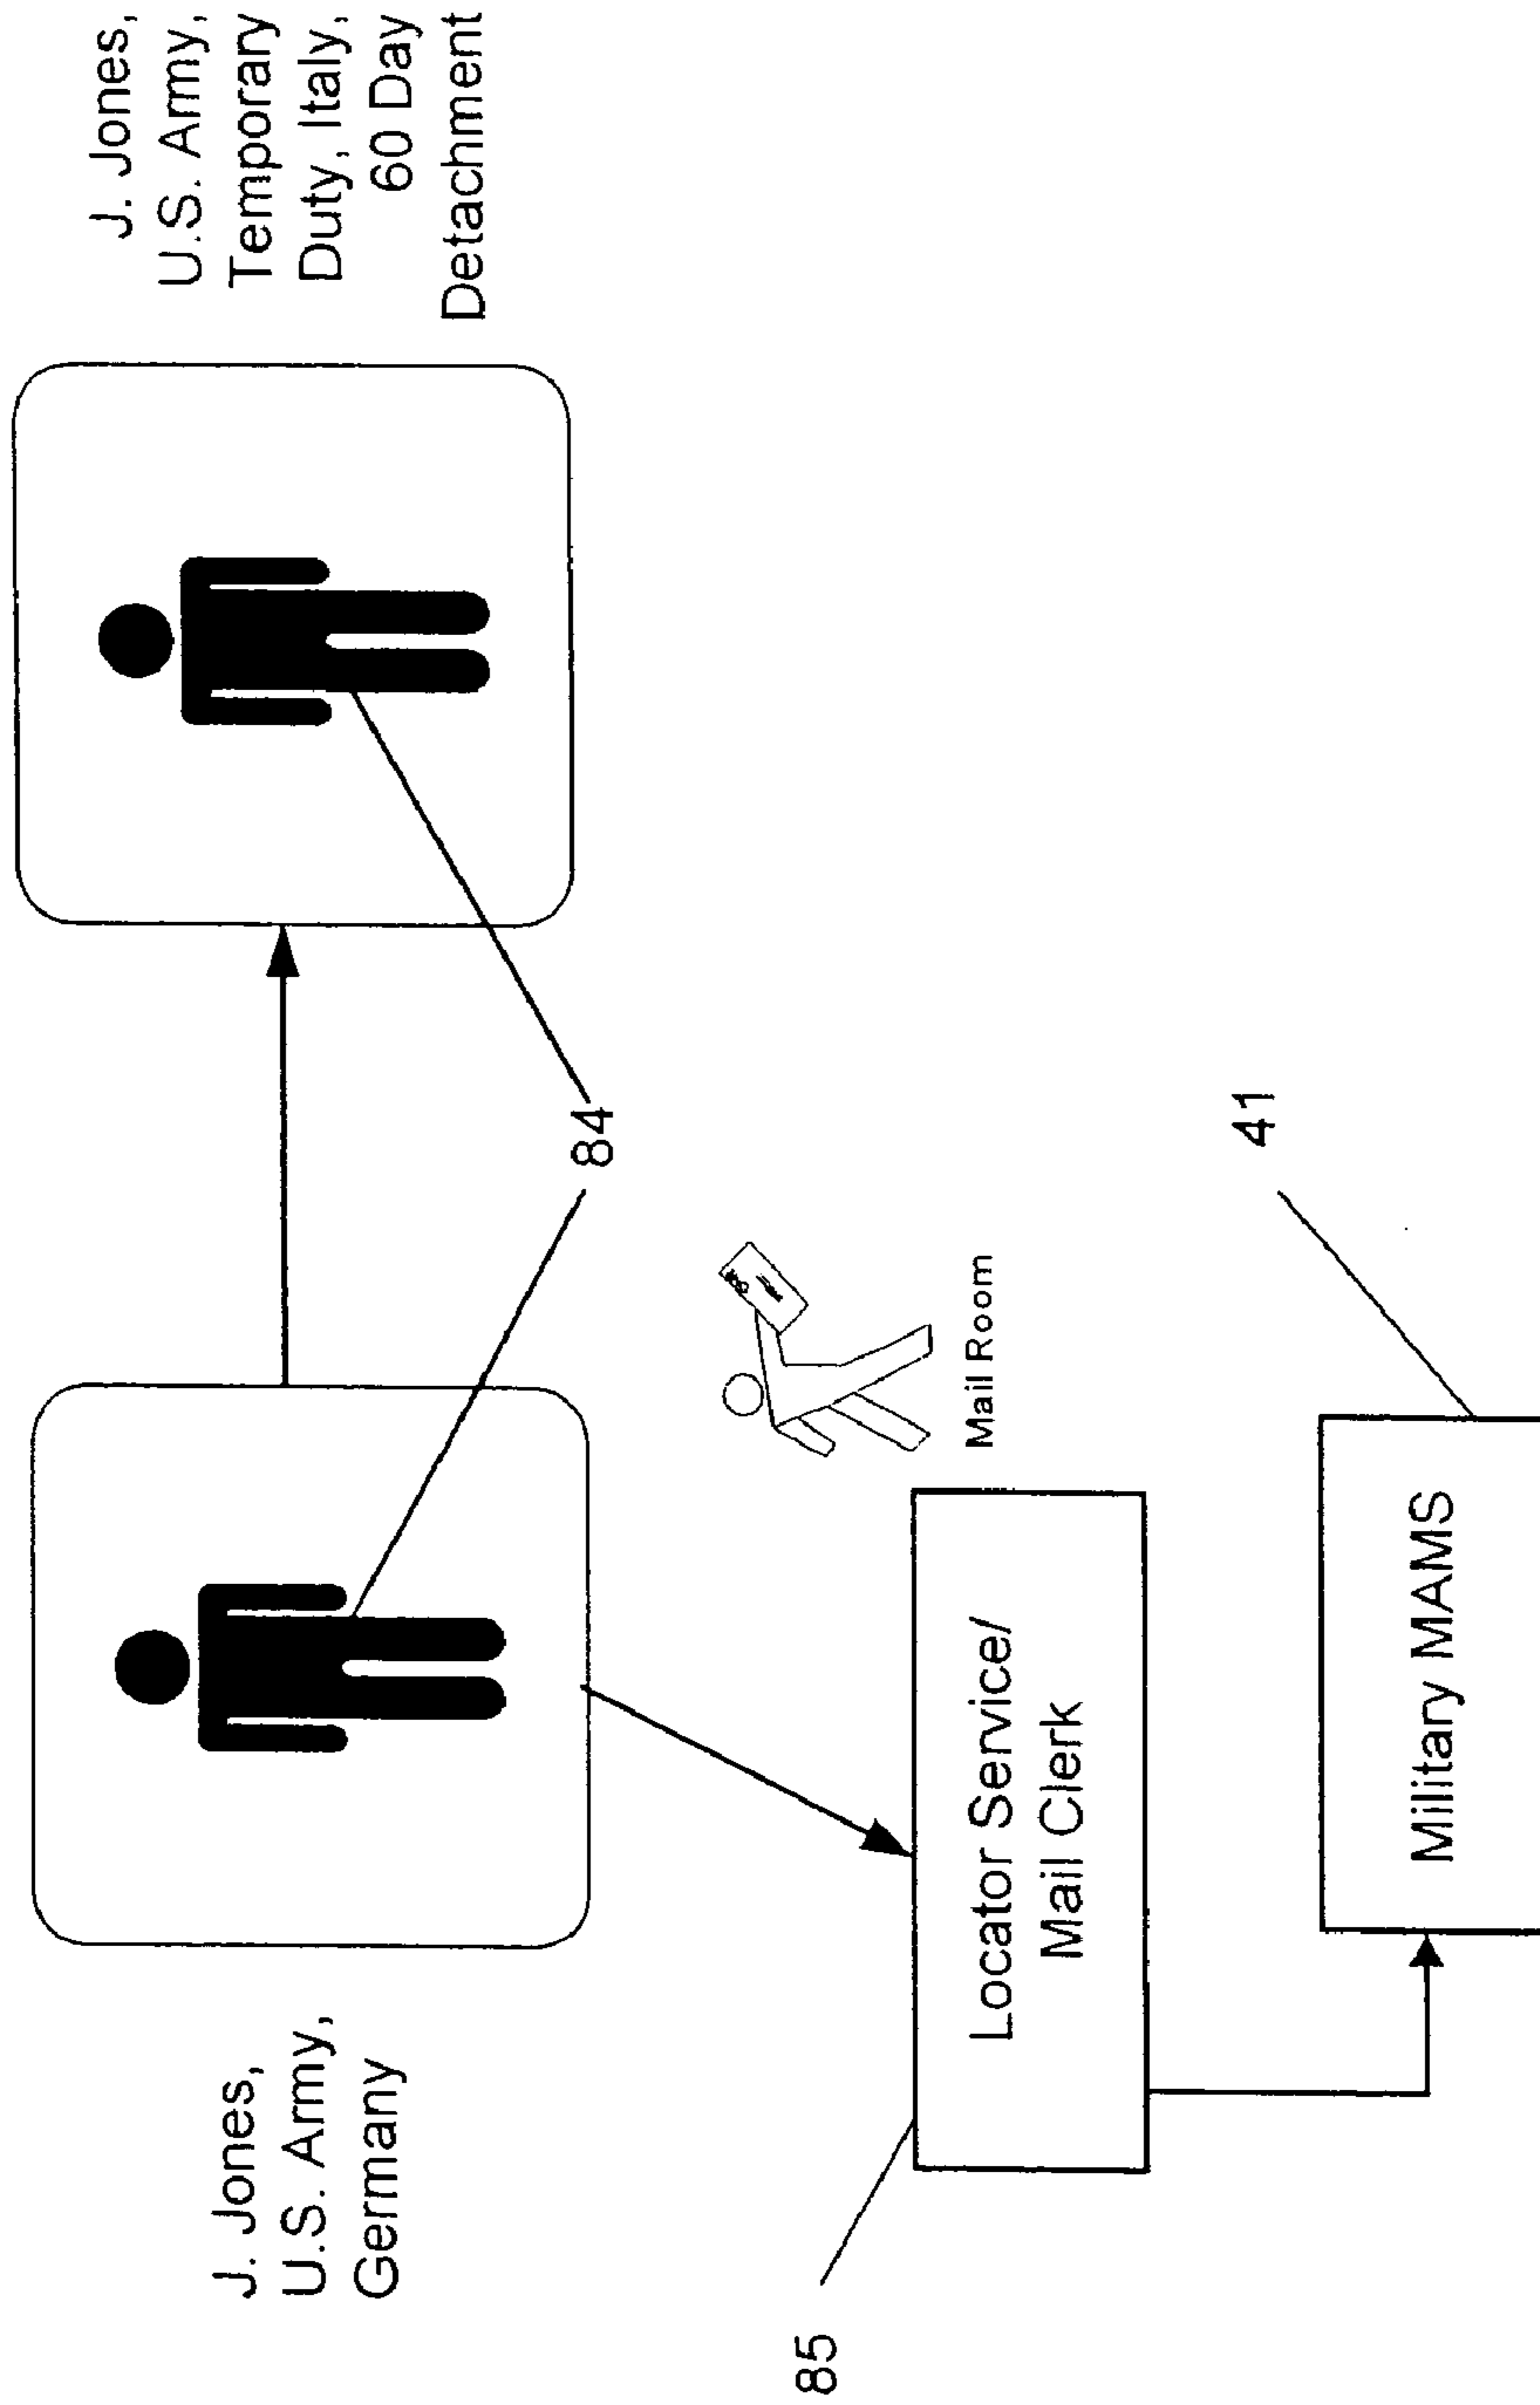 J. Jones,
U.S. Army,
Germany
J. Jones,
U.S. Army,
Temporary
Duty, Italy,
60 Day
Detachment
84
Mail Room
85
Locator Service/
Mail Clerk
41
Military MAMS